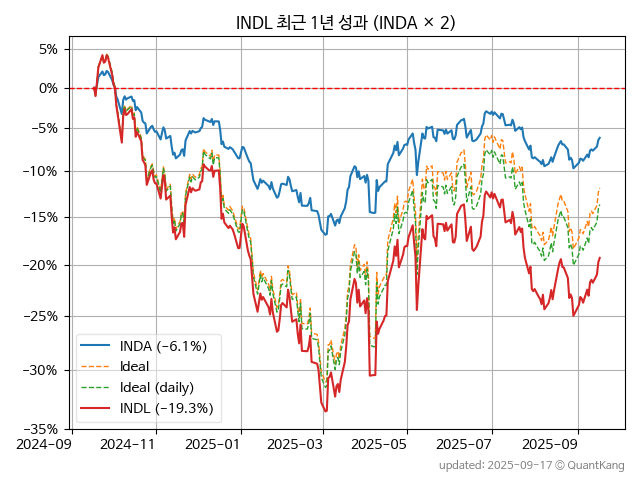 INDL 최근 1년 성과 (INDA × 2)
5%
0%
−5%
−10%
−15%
−20%
−25%
−30%
−35%
INDA (−6.1%)
Ideal
Ideal (daily)
INDL (−19.3%)
2024-09 2024-11 2025-01 2025-03 2025-05 2025-07 2025-09
updated: 2025-09-17 © QuantKang